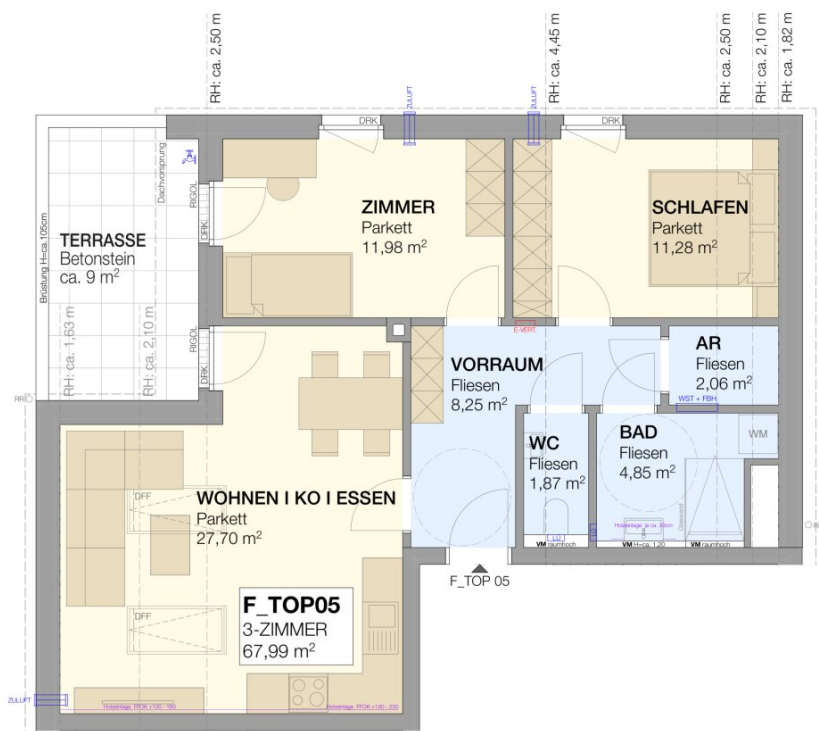 RH: ca. 2,50 m
RH: ca. 4,45 m
RH: ca. 2,50 m
RH: ca. 2,10 m
RH: ca. 1,82 m
ZULUFT
ZULUFT
DRK
DRK
Dachvorsprung
RIGOL
DRK
Brüstung H=ca.105cm
TERRASSE
Betonstein
ca. 9 m²
ZIMMER
Parkett
11,98 m²
SCHLAFEN
Parkett
11,28 m²
RH: ca. 1,63 m
RH: ca. 2,10 m
RIGOL
DRK
E-VERT.
VORRAUM
Fliesen
8,25 m²
AR
Fliesen
2,06 m²
WST + FBH
RR
WC
Fliesen
1,87 m²
BAD
Fliesen
4,85 m²
WM
DFF
WOHNEN I KO I ESSEN
Parkett
27,70 m²
Glaswand
LÜ
LÜ
VM raumhoch
VM H=ca. 1,20
VM raumhoch
F_TOP 05
F_TOP05
3-ZIMMER
67,99 m²
DFF
ZULUFT